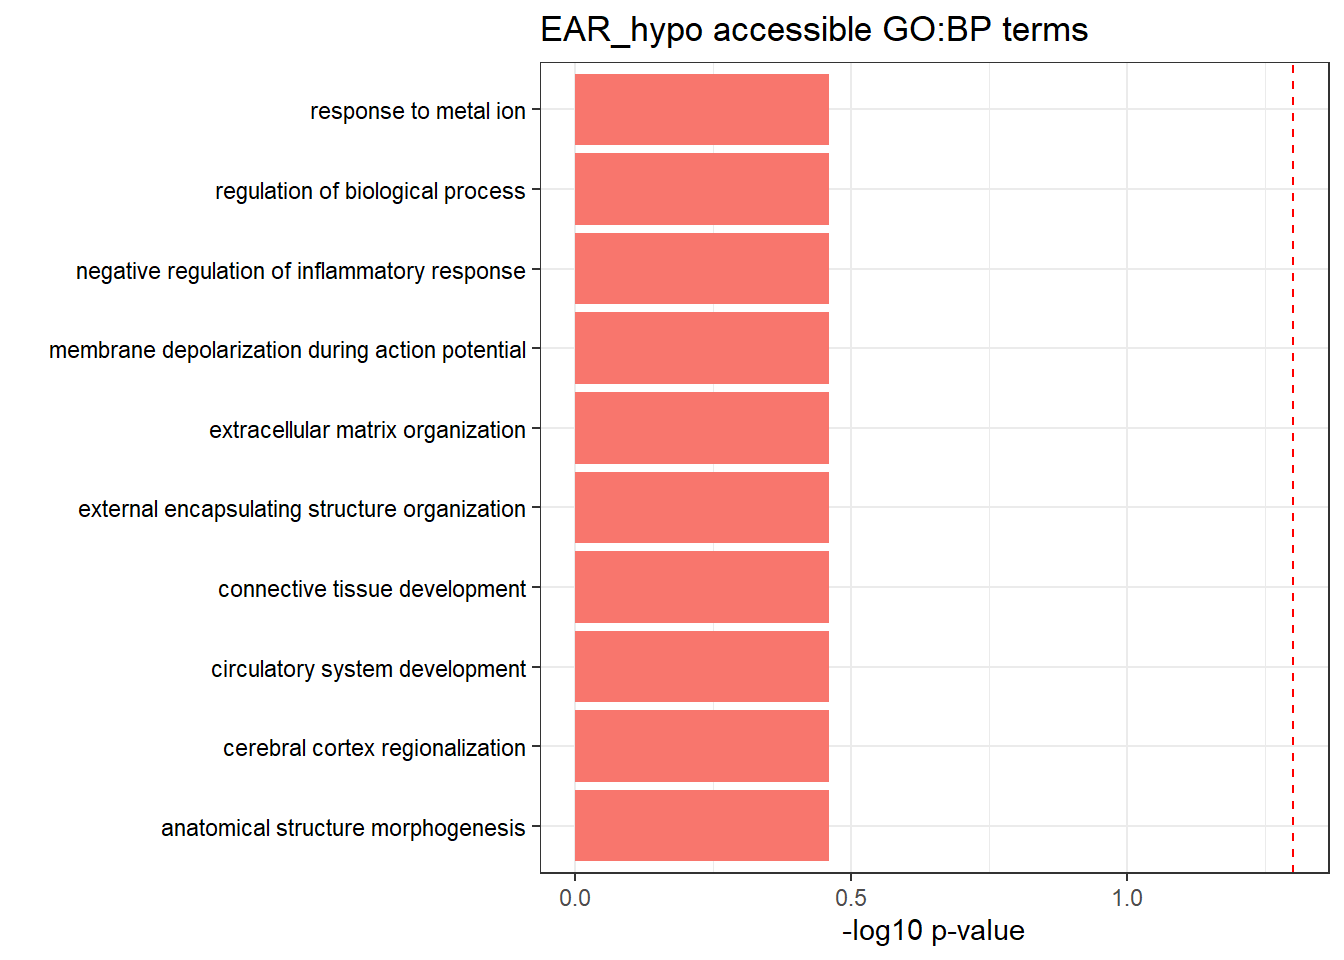 EAR_hypo accessible GO:BP terms
response to metal ion
regulation of biological process
negative regulation of inflammatory response
membrane depolarization during action potential
extracellular matrix organization
external encapsulating structure organization
connective tissue development
circulatory system development
cerebral cortex regionalization
anatomical structure morphogenesis
0.0 0.5 1.0
-log10 p-value